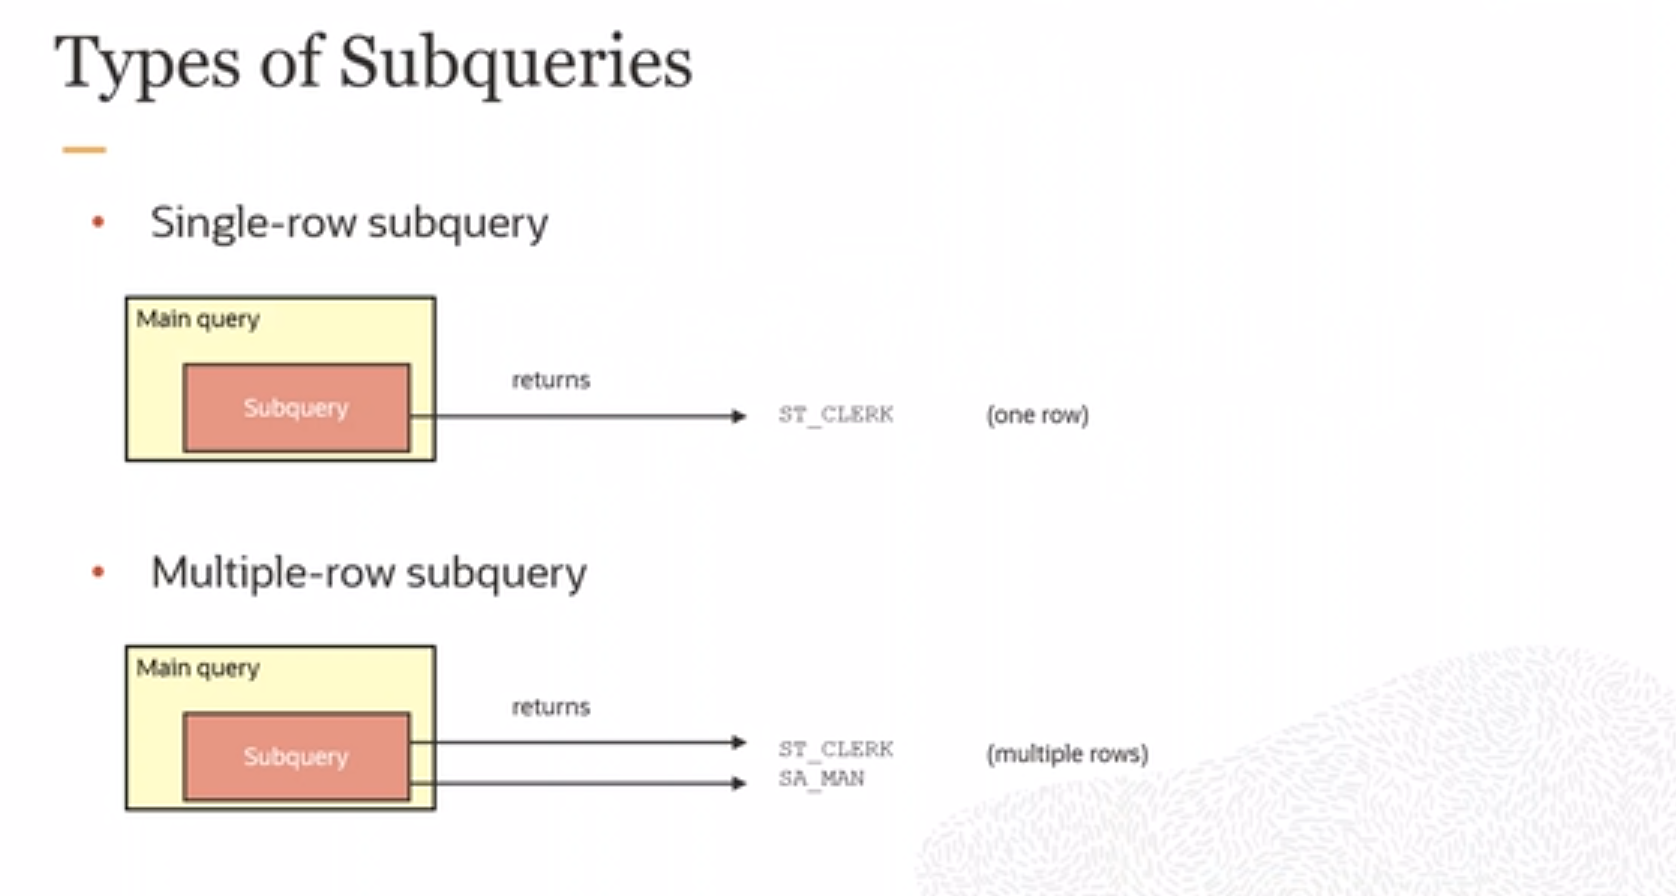 Types of Subqueries
• Single-row subquery
Main query
Subquery
returns
ST_CLERK (one row)
• Multiple-row subquery
Main query
Subquery
returns
ST_CLERK
SA_MAN
(multiple rows)